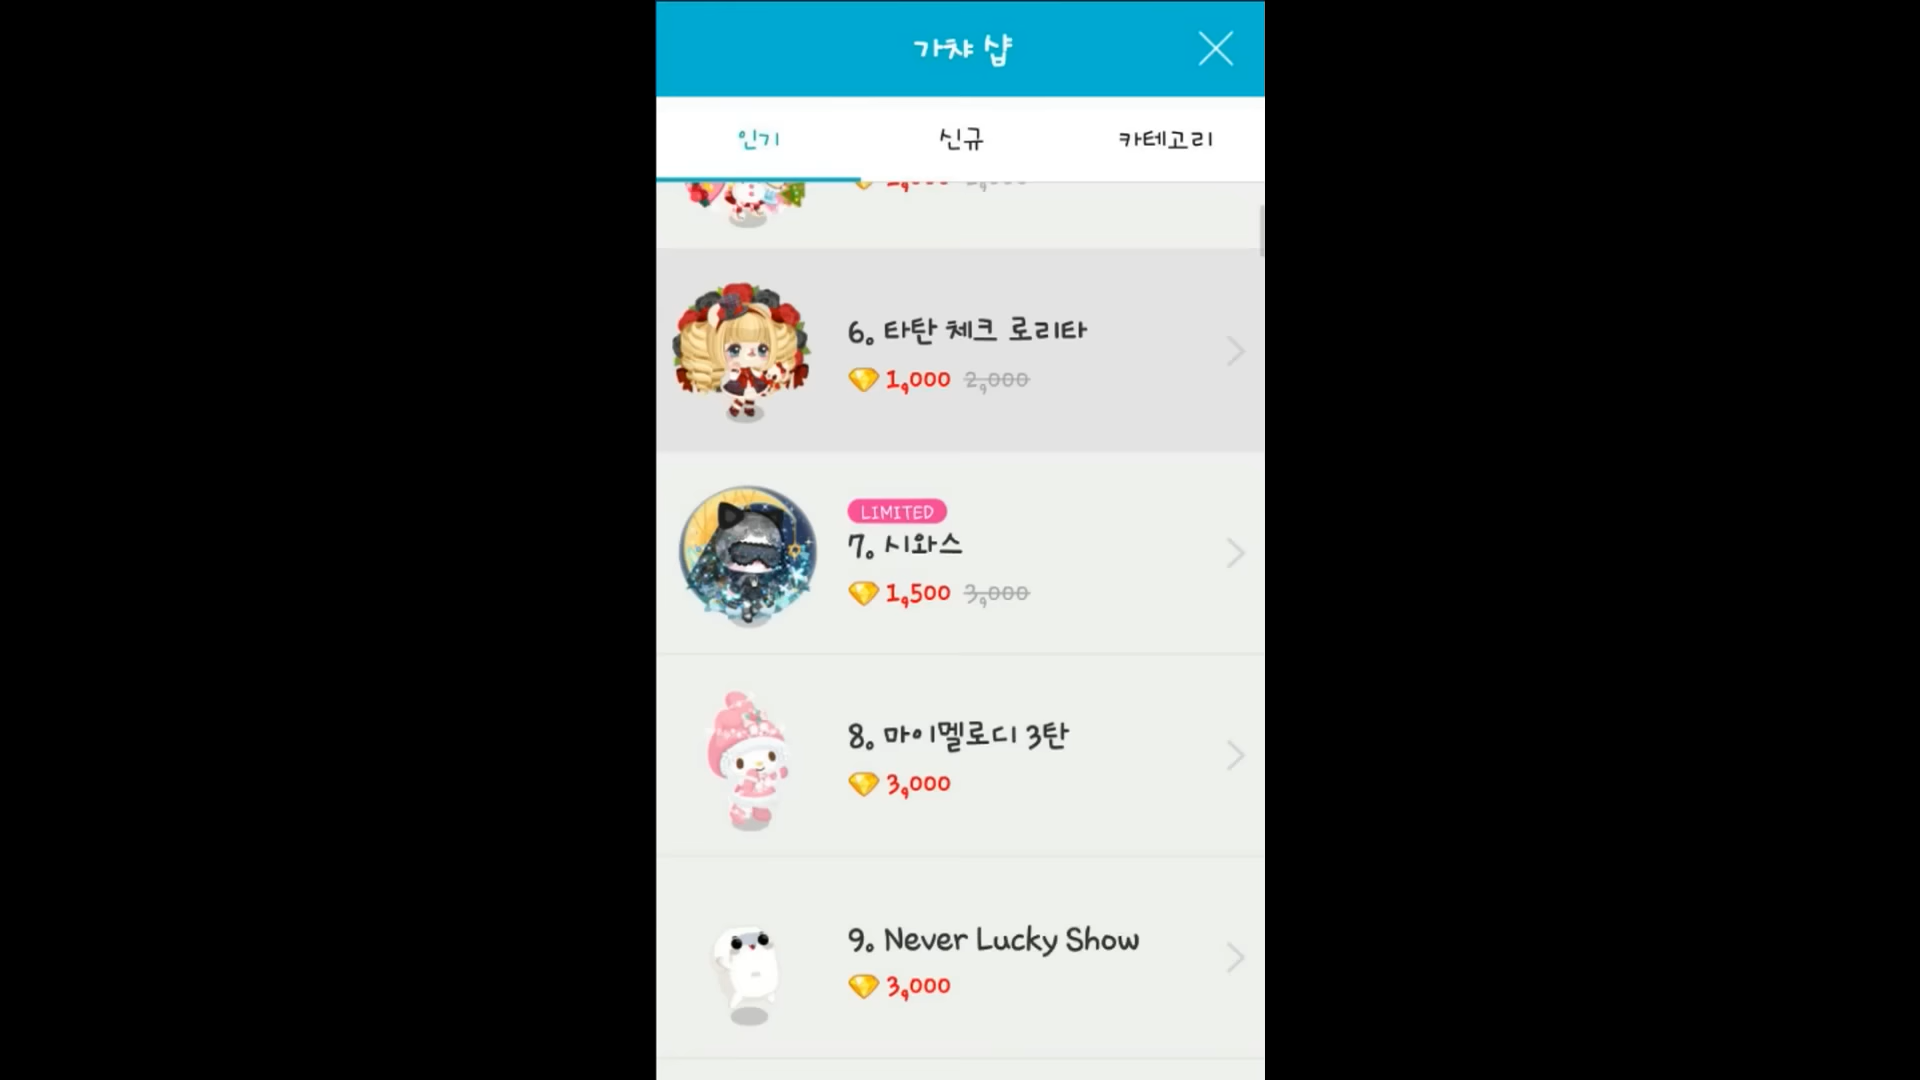 가챠 샵
인기
신규
카테고리
6. 타탄 체크 로리타
1,000 2,000
LIMITED
7. 시와스
1,500 3,000
8. 마이멜로디 3탄
3,000
9. Never Lucky Show
3,000